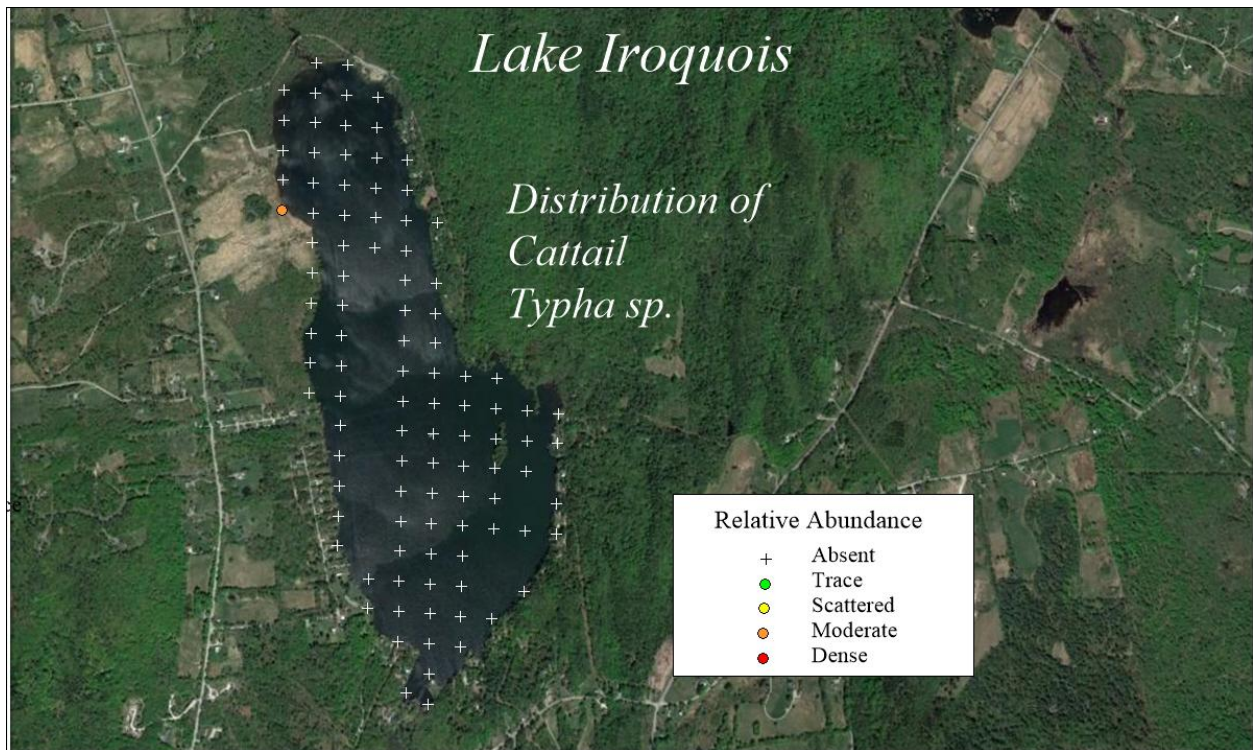 Lake Iroquois
Distribution of
Cattail
Typha sp.
Relative Abundance
Absent
Trace
Scattered
Moderate
Dense